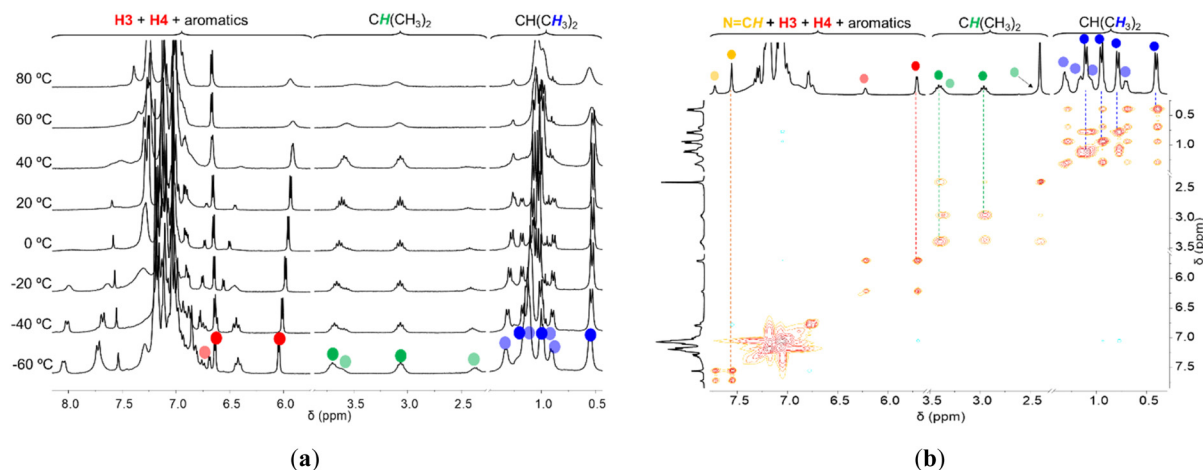 H3 + H4 + aromatics
CH(CH3)2
CH(CH3)2
80 ºC
60 ºC
40 ºC
20 ºC
0 ºC
-20 ºC
-40 ºC
-60 ºC
8.0 7.5 7.0 6.5 6.0 3.5 3.0 2.5 1.0 0.5
δ (ppm)
(a)
N=CH + H3 + H4 + aromatics
CH(CH3)2
CH(CH3)2
0.5
1.0
2.5
3.0
3.5
6.0
6.5
7.0
7.5
δ (ppm)
7.5 7.0 6.5 6.0 3.5 3.0 2.5 1.0 0.5
δ (ppm)
(b)